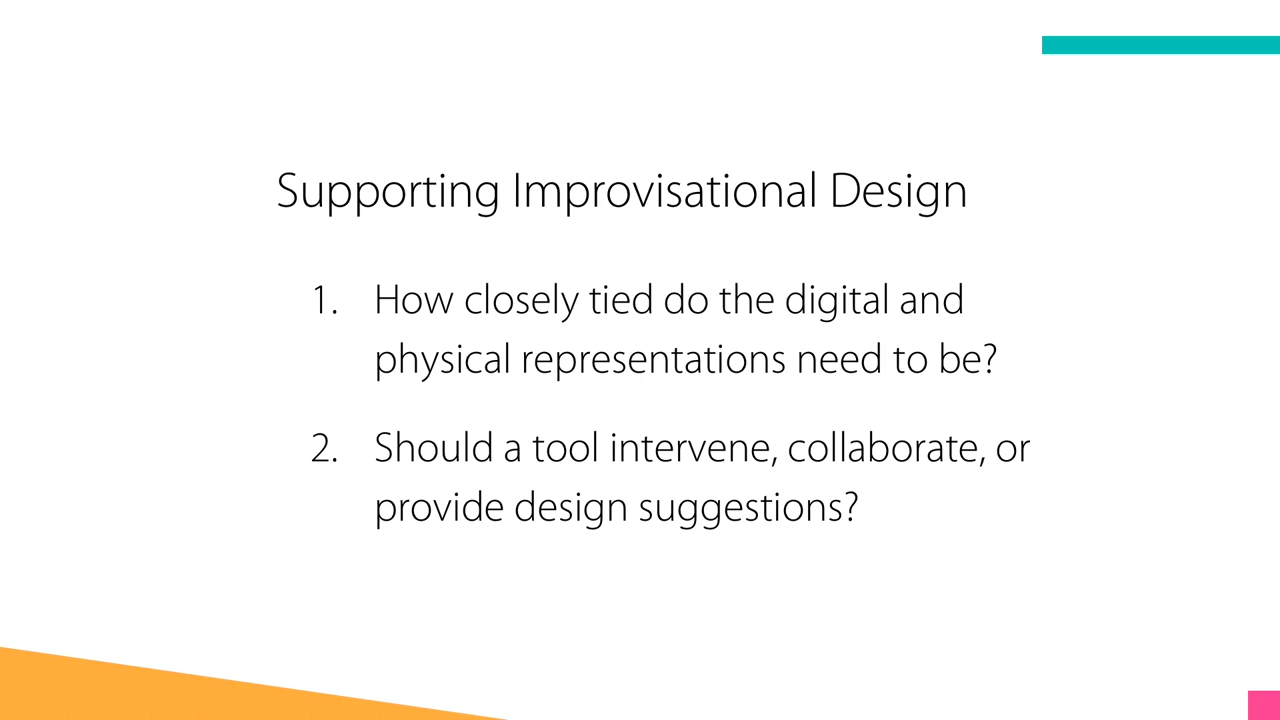 Supporting Improvisational Design
1. How closely tied do the digital and
physical representations need to be?
2. Should a tool intervene, collaborate, or
provide design suggestions?